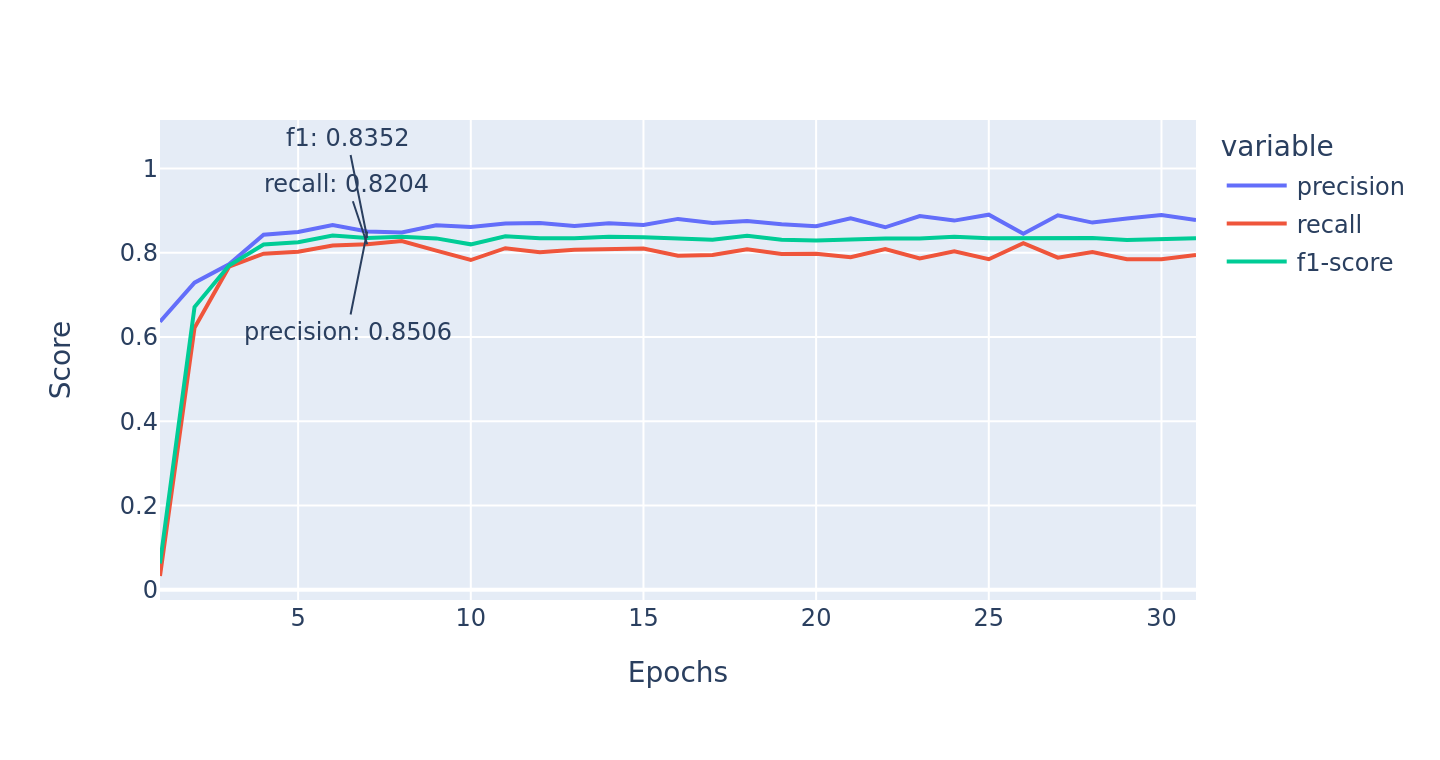 f1: 0.8352
recall: 0.8204
precision: 0.8506
1
0.8
0.6
0.4
0.2
0
Score
5 10 15 20 25 30
Epochs
variable
precision
recall
f1-score